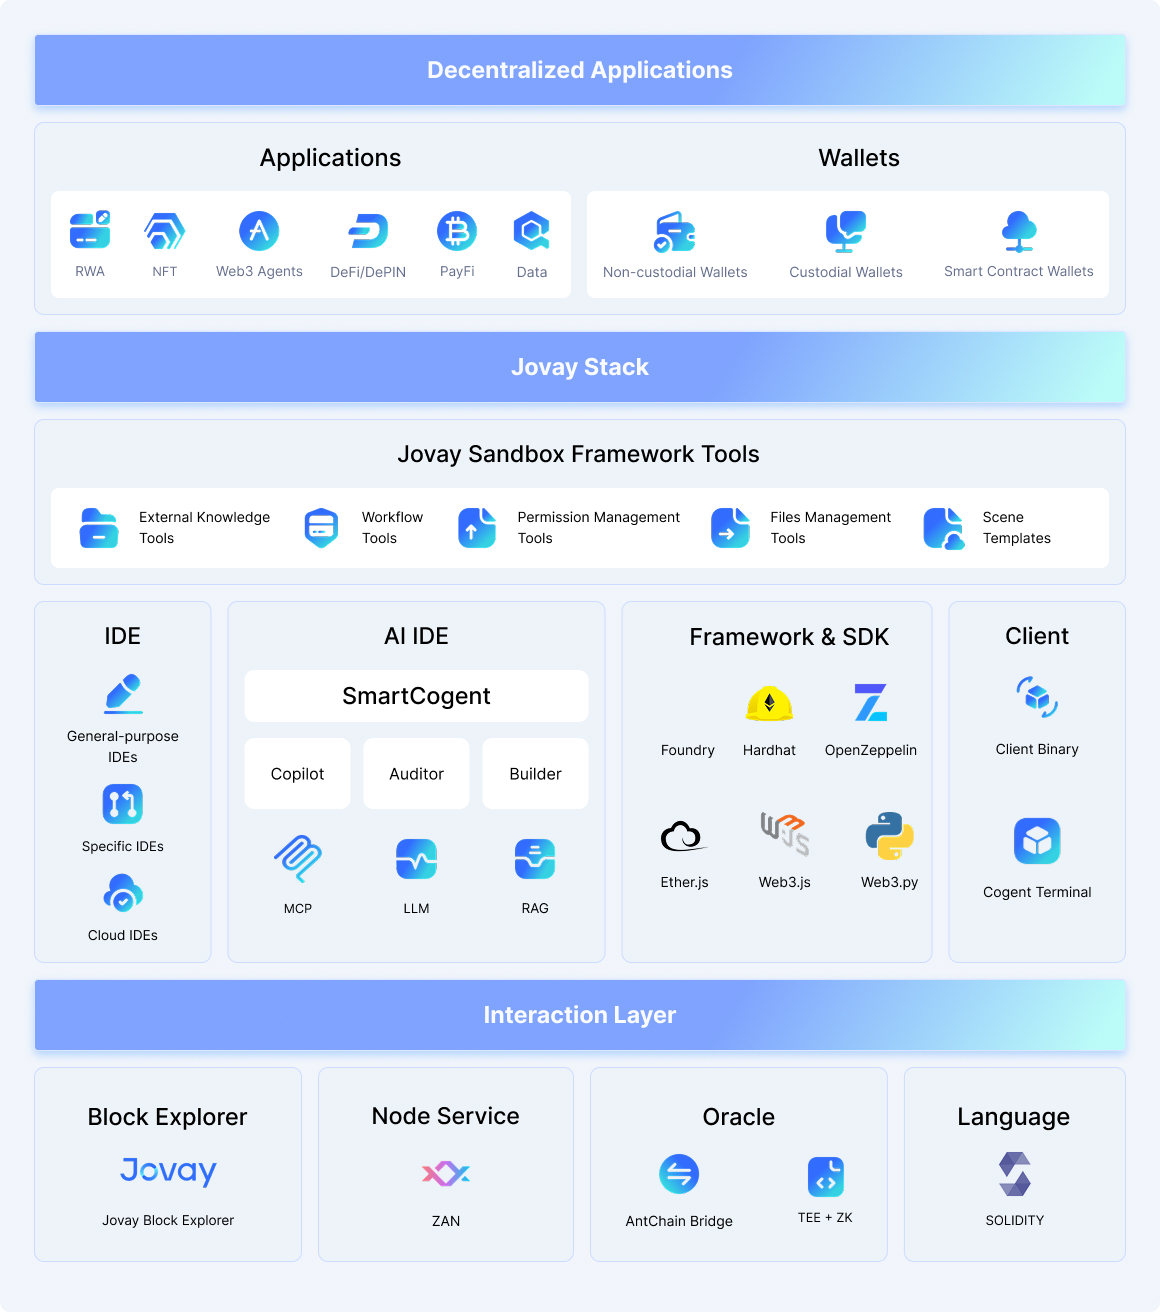 Decentralized Applications
Applications
Wallets
RWA
NFT
Web3 Agents
DeFi/DePIN
PayFi
Data
Non-custodial Wallets
Custodial Wallets
Smart Contract Wallets
Jovay Stack
Jovay Sandbox Framework Tools
External Knowledge
Tools
Workflow
Tools
Permission Management
Tools
Files Management
Tools
Scene
Templates
IDE
General-purpose
IDEs
Specific IDEs
Cloud IDEs
AI IDE
SmartCogent
Copilot
Auditor
Builder
MCP
LLM
RAG
Framework & SDK
Foundry
Hardhat
OpenZeppelin
W3JS
Ether.js
Web3.js
Web3.py
Client
Client Binary
Cogent Terminal
Interaction Layer
Block Explorer
Jovay
Jovay Block Explorer
Node Service
ZAN
Oracle
AntChain Bridge
TEE + ZK
Language
SOLIDITY